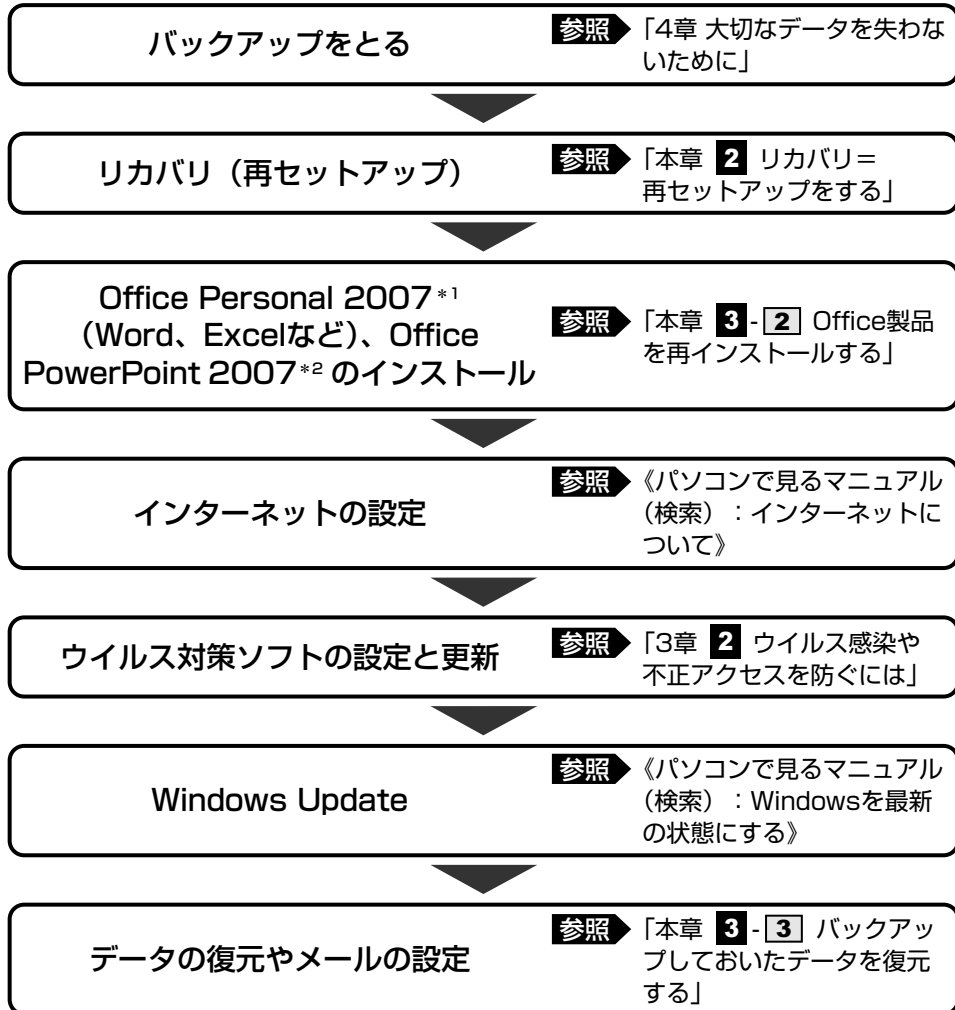 バックアップをとる
参照 「4章 大切なデータを失わな
いために」
リカバリ（再セットアップ）
参照 「本章 2 リカバリ＝
再セットアップをする」
Office Personal 2007*1
（Word、Excelなど）、Office
PowerPoint 2007*2 のインストール
参照 「本章 3 - 2 Office製品
を再インストールする」
インターネットの設定
参照 《パソコンで見るマニュアル
（検索）：インターネットに
ついて》
ウイルス対策ソフトの設定と更新
参照 「3章 2 ウイルス感染や
不正アクセスを防ぐには」
Windows Update
参照 《パソコンで見るマニュアル
（検索）：Windowsを最新
の状態にする》
データの復元やメールの設定
参照 「本章 3 - 3 バックアッ
プしておいたデータを復元
する」